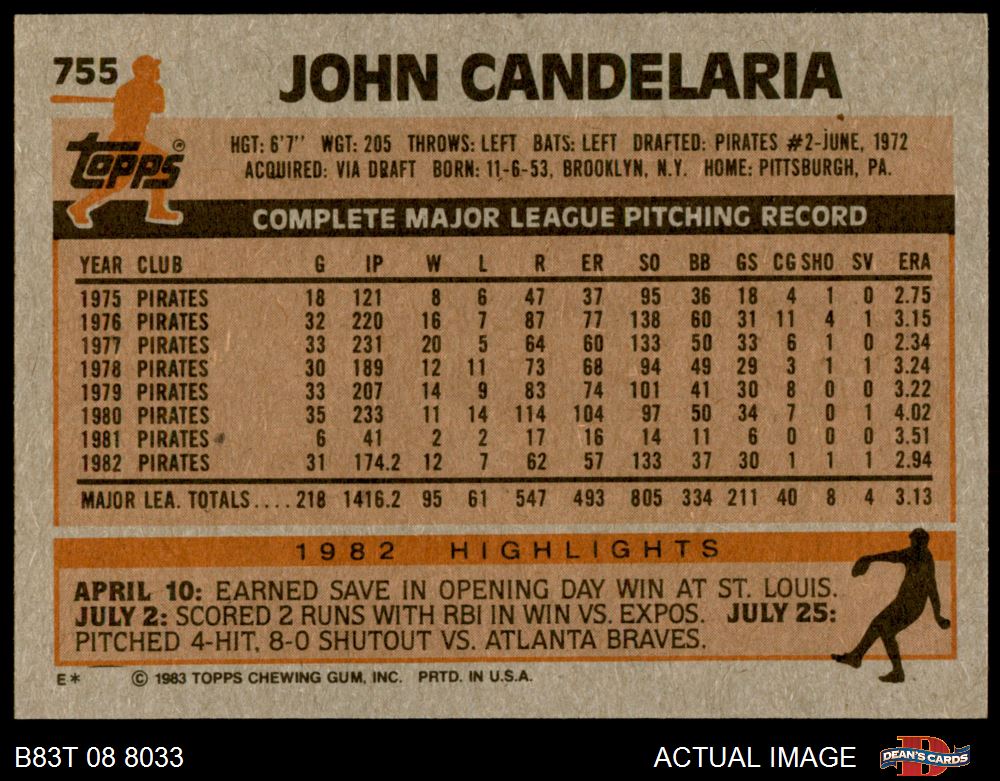 755
JOHN CANDELARIA
topps®
HGT: 6'7" WGT: 205 THROWS: LEFT BATS: LEFT DRAFTED: PIRATES #2-JUNE, 1972
ACQUIRED: VIA DRAFT BORN: 11-6-53, BROOKLYN, N.Y. HOME: PITTSBURGH, PA.
COMPLETE MAJOR LEAGUE PITCHING RECORD
YEAR CLUB G IP W L R ER SO BB GS CG SHO SV ERA
1975 PIRATES 18 121 8 6 47 37 95 36 18 4 1 0 2.75
1976 PIRATES 32 220 16 7 87 77 138 60 31 11 4 1 3.15
1977 PIRATES 33 231 20 5 64 60 133 50 33 6 1 0 2.34
1978 PIRATES 30 189 12 11 73 68 94 49 29 3 1 1 3.24
1979 PIRATES 33 207 14 9 83 74 101 41 30 8 0 0 3.22
1980 PIRATES 35 233 11 14 114 104 97 50 34 7 0 1 4.02
1981 PIRATES 6 41 2 2 17 16 14 11 6 0 0 0 3.51
1982 PIRATES 31 174.2 12 7 62 57 133 37 30 1 1 1 2.94
MAJOR LEA. TOTALS.... 218 1416.2 95 61 547 493 805 334 211 40 8 4 3.13
1982 HIGHLIGHTS
APRIL 10: EARNED SAVE IN OPENING DAY WIN AT ST. LOUIS.
JULY 2: SCORED 2 RUNS WITH RBI IN WIN VS. EXPOS. JULY 25:
PITCHED 4-HIT, 8-0 SHUTOUT VS. ATLANTA BRAVES.
E* © 1983 TOPPS CHEWING GUM, INC. PRTD. IN U.S.A.
B83T 08 8033 ACTUAL IMAGE DEAN'S CARDS